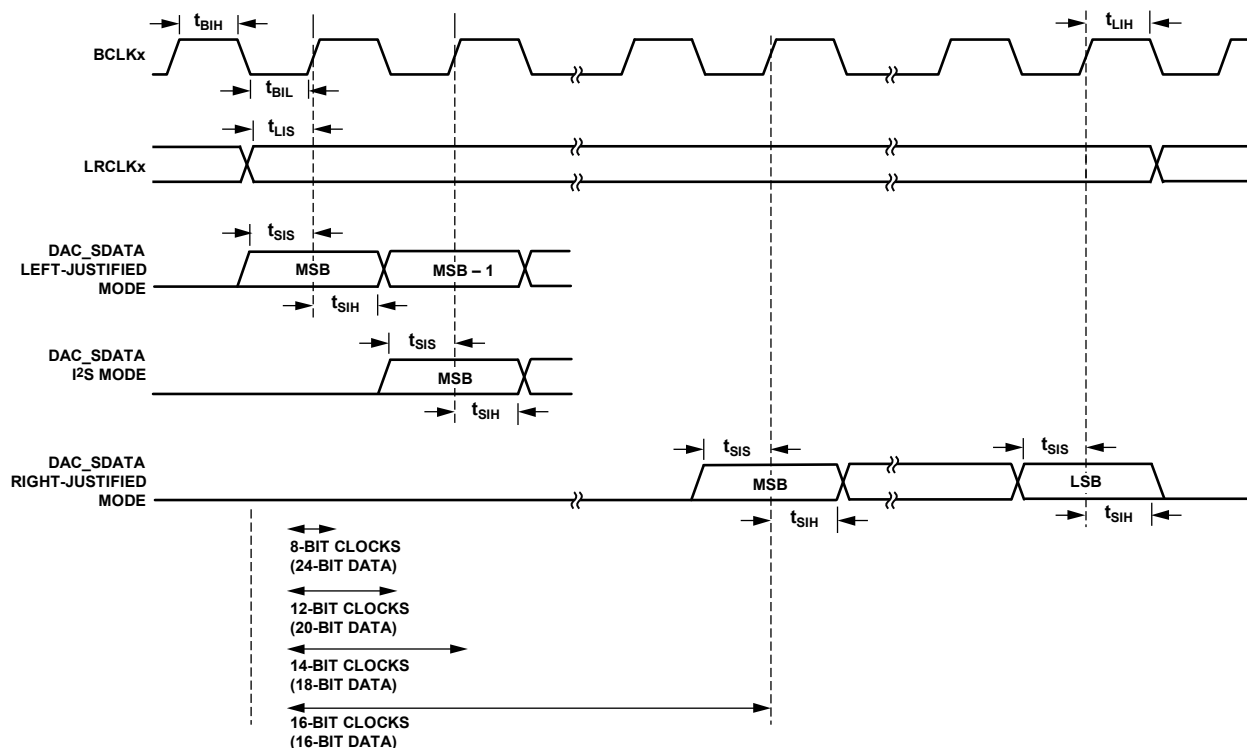 tBIH
tLIH
BCLKx
tBIL
tLIS
LRCLKx
tSIS
DAC_SDATA
LEFT-JUSTIFIED
MODE
MSB
MSB – 1
tSIH
tSIS
DAC_SDATA
I²S MODE
MSB
tSIH
tSIS
tSIS
DAC_SDATA
RIGHT-JUSTIFIED
MODE
MSB
LSB
tSIH
tSIH
8-BIT CLOCKS
(24-BIT DATA)
12-BIT CLOCKS
(20-BIT DATA)
14-BIT CLOCKS
(18-BIT DATA)
16-BIT CLOCKS
(16-BIT DATA)